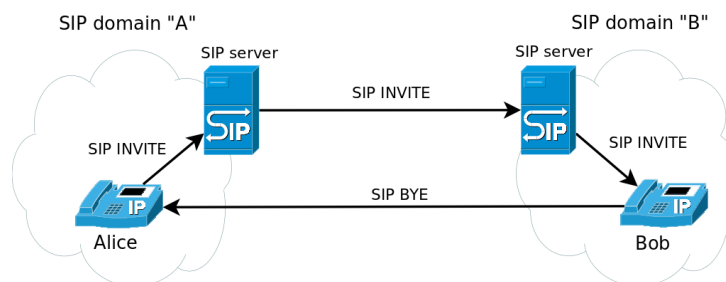 SIP domain "A"
SIP domain "B"
SIP server
SIP server
SIP
SIP
SIP INVITE
SIP INVITE
SIP INVITE
SIP BYE
IP
IP
Alice
Bob